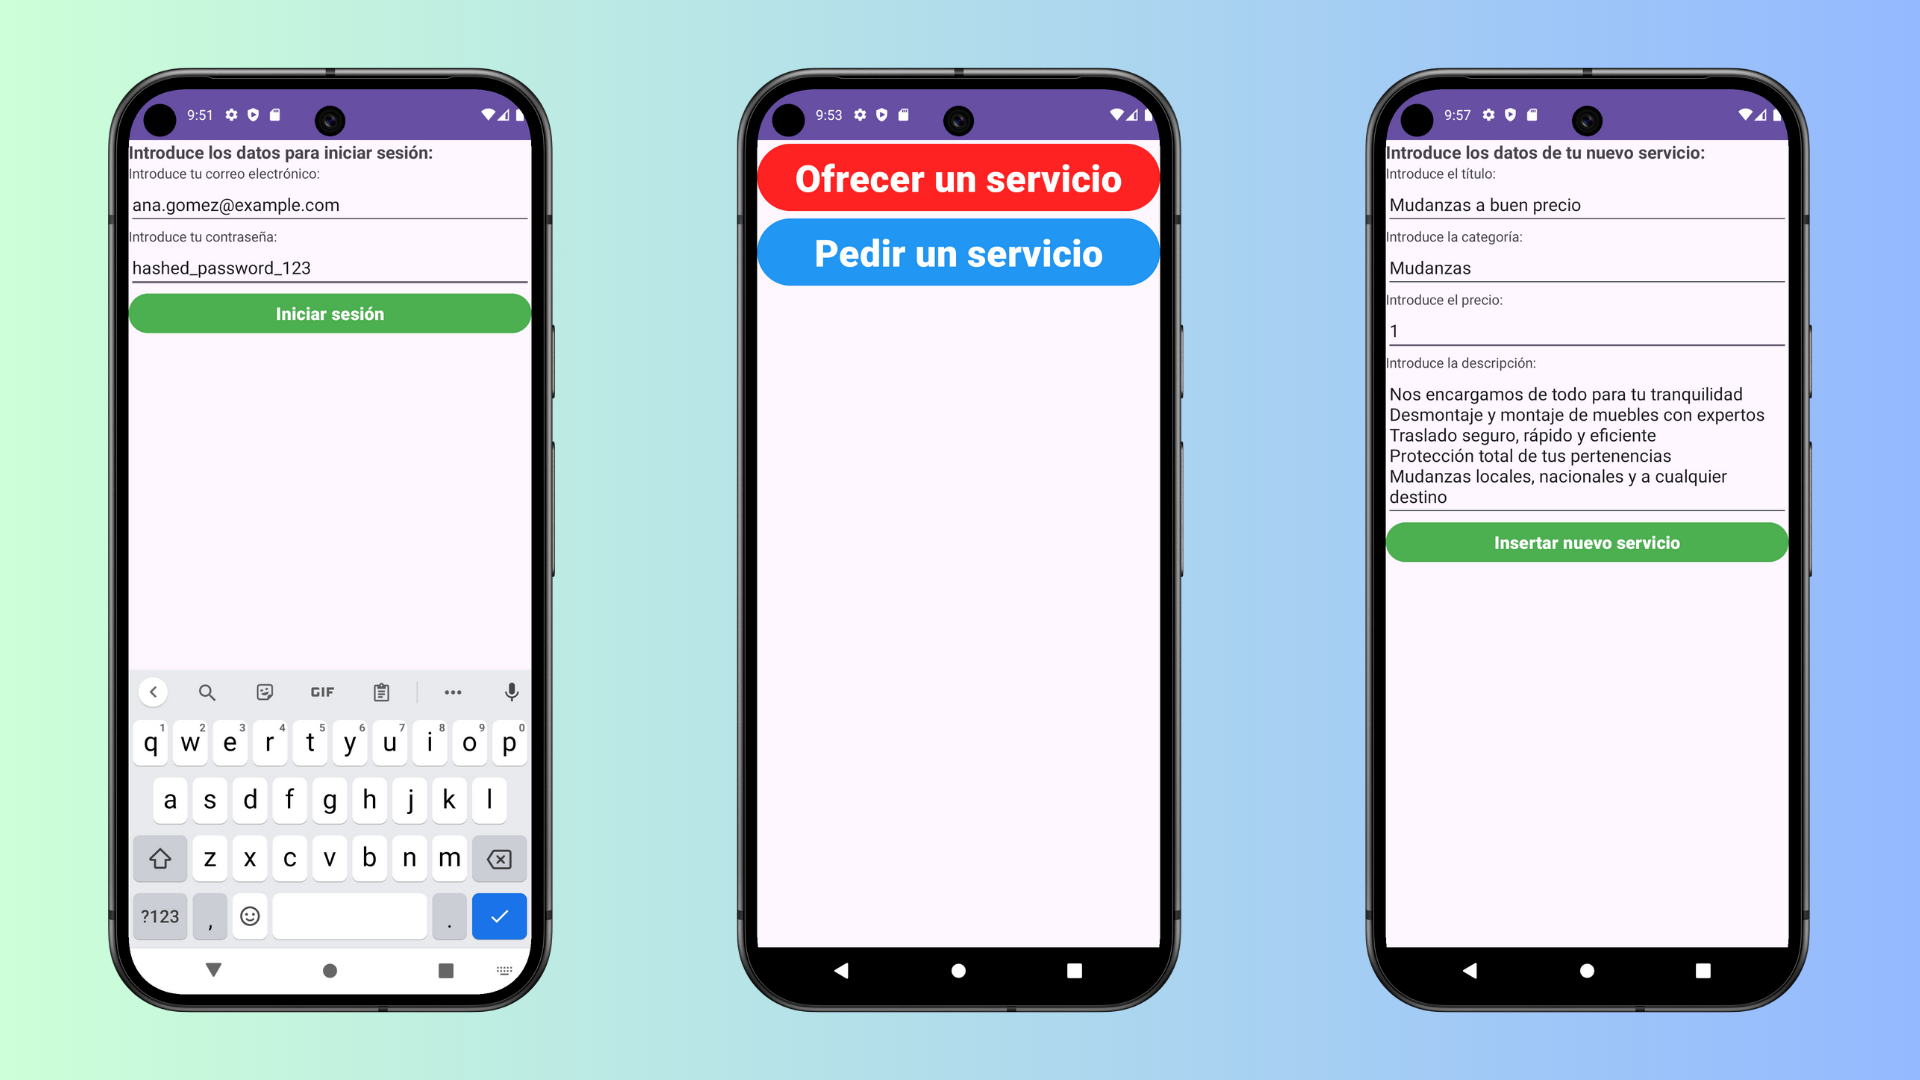 9:51
Introduce los datos para iniciar sesión:
Introduce tu correo electrónico:
ana.gomez@example.com
Introduce tu contraseña:
hashed_password_123
Iniciar sesión
GIF
1 2 3 4 5 6 7 8 9 0
q w e r t y u i o p
a s d f g h j k l
z x c v b n m
?123 , .
9:53
Ofrecer un servicio
Pedir un servicio
9:57
Introduce los datos de tu nuevo servicio:
Introduce el título:
Mudanzas a buen precio
Introduce la categoría:
Mudanzas
Introduce el precio:
1
Introduce la descripción:
Nos encargamos de todo para tu tranquilidad
Desmontaje y montaje de muebles con expertos
Traslado seguro, rápido y eficiente
Protección total de tus pertenencias
Mudanzas locales, nacionales y a cualquier
destino
Insertar nuevo servicio